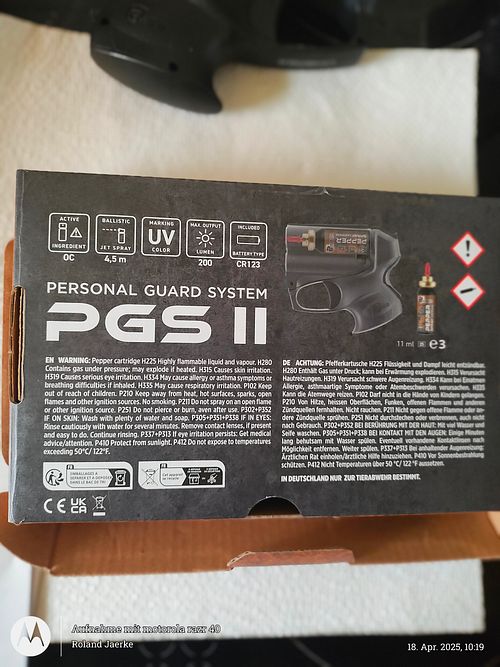 ACTIVE
INGREDIENT
OC
BALLISTIC
JET SPRAY
4,5 m
MARKING
UV
COLOR
MAX. OUTPUT
LUMEN
200
INCLUDED
BATTERY TYPE
CR123
PERSONAL GUARD SYSTEM
PGS II
PEPPER
11 ml e3
EN WARNING: Pepper cartridge H225 Highly flammable liquid and vapour. H280
Contains gas under pressure; may explode if heated. H315 Causes skin irritation.
H319 Causes serious eye irritation. H334 May cause allergy or asthma symptoms or
breathing difficulties if inhaled. H335 May cause respiratory irritation. P102 Keep
out of reach of children. P210 Keep away from heat, hot surfaces, sparks, open
flames and other ignition sources. No smoking. P211 Do not spray on an open flame
or other ignition source. P251 Do not pierce or burn, even after use. P302+P352
IF ON SKIN: Wash with plenty of water and soap. P305+P351+P338 IF IN EYES:
Rinse cautiously with water for several minutes. Remove contact lenses, if present
and easy to do. Continue rinsing. P337+P313 If eye irritation persists: Get medical
advice/attention. P410 Protect from sunlight. P412 Do not expose to temperatures
exceeding 50°C/ 122°F.
DE ACHTUNG: Pfefferkartusche H225 Flüssigkeit und Dampf leicht entzündbar.
H280 Enthält Gas unter Druck; kann bei Erwärmung explodieren. H315 Verursacht
Hautreizungen. H319 Verursacht schwere Augenreizung. H334 Kann bei Einatmen
Allergie, asthmaartige Symptome oder Atembeschwerden verursachen. H335
Kann die Atemwege reizen. P102 Darf nicht in die Hände von Kindern gelangen.
P210 Von Hitze, heissen Oberflächen, Funken, offenen Flammen und anderen
Zündquellen fernhalten. Nicht rauchen. P211 Nicht gegen offene Flamme oder an-
dere Zündquelle sprühen. P251 Nicht durchstechen oder verbrennen, auch nicht
nach Gebrauch. P302+P352 BEI BERÜHRUNG MIT DER HAUT: Mit viel Wasser und
Seife waschen. P305+P351+P338 BEI KONTAKT MIT DEN AUGEN: Einige Minuten
lang behutsam mit Wasser spülen. Eventuell vorhandene Kontaktlinsen nach
Möglichkeit entfernen. Weiter spülen. P337+P313 Bei anhaltender Augenreizung:
Ärztlichen Rat einholen/ärztliche Hilfe hinzuziehen. P410 Vor Sonnenbestrahlung
schützen. P412 Nicht Temperaturen über 50 °C/ 122 °F aussetzen.
IN DEUTSCHLAND NUR ZUR TIERABWEHR BESTIMMT.
FR
EMBALLAGES À
SÉPARER ET À DÉPOSER
DANS LE BAC DE TRI
FR
Cet appareil
se recycle
CE UK
CA
Aufnahme mit motorola razr 40
Roland Jaerke
18. Apr. 2025, 10:19